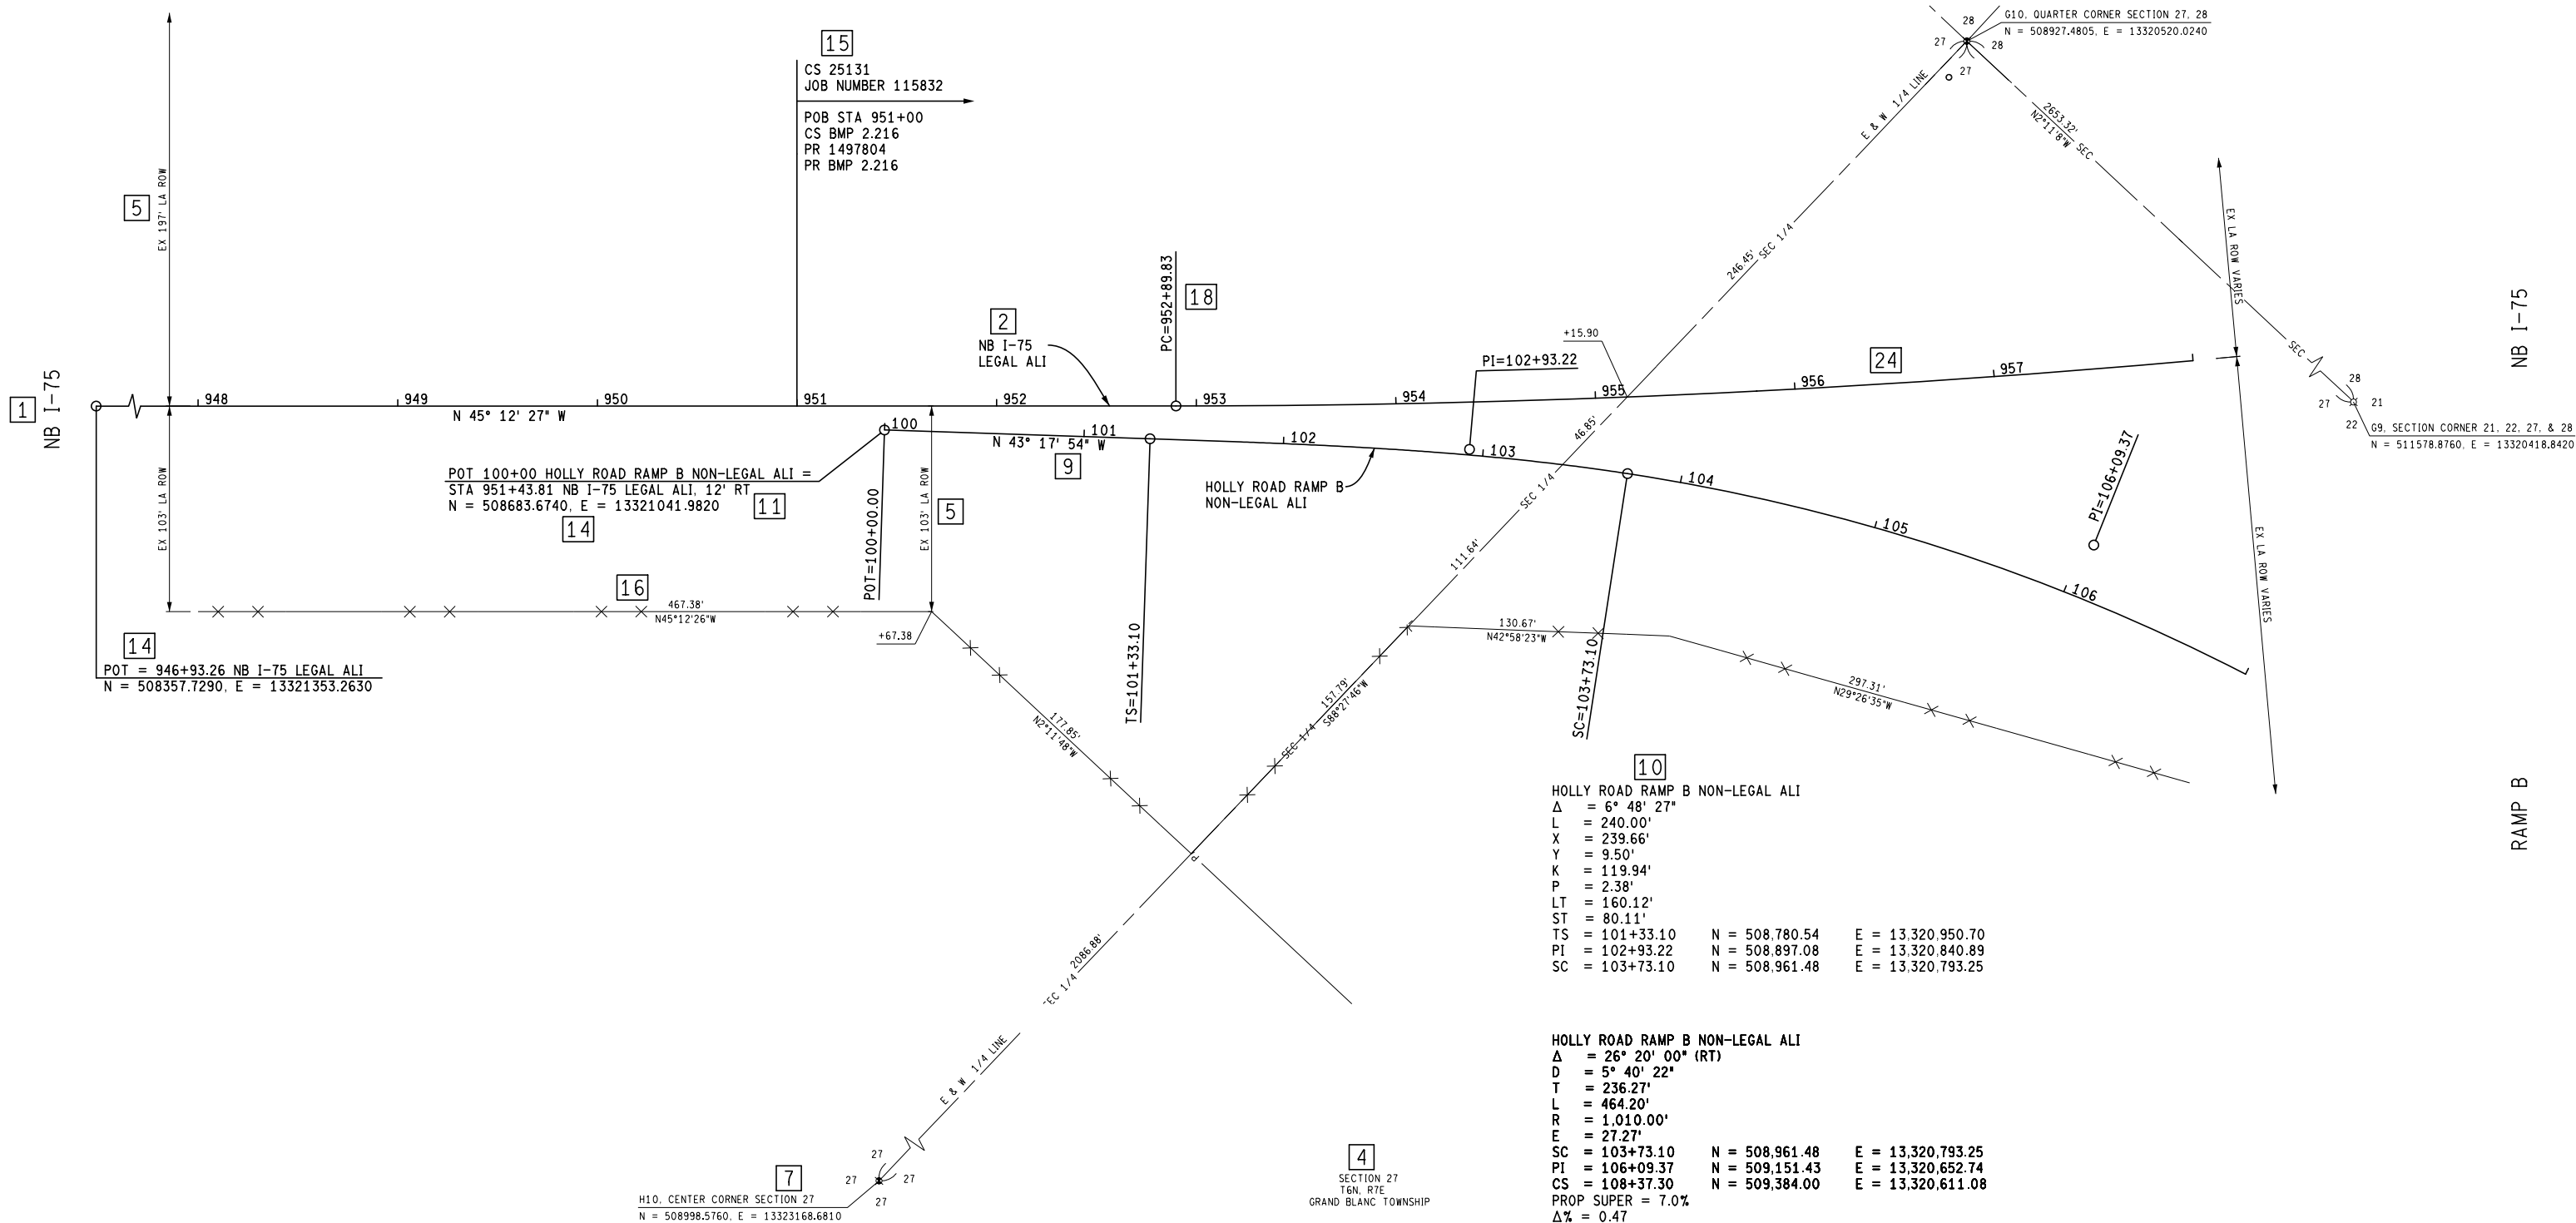 28
G10, QUARTER CORNER SECTION 27, 28
N = 508927.4805, E = 13320520.0240
27
28
27
15
CS 25131
JOB NUMBER 115832
POB STA 951+00
CS BMP 2.216
PR 1497804
PR BMP 2.216
E & W 1/4 LINE
2653.32'
N2°11'8"W
SEC
5
EX 197' LA ROW
246.45'
SEC 1/4
EX LA ROW VARIES
PC=952+89.83
18
2
NB I-75
LEGAL ALI
+15.90
PI=102+93.22
24
NB I-75
SEC
1
NB I-75
948
949
950
951
952
953
954
955
956
957
28
27
21
22
G9, SECTION CORNER 21, 22, 27, & 28
N = 511578.8760, E = 13320418.8420
N 45° 12' 27" W
46.85'
100
101
102
103
104
105
106
N 43° 17' 54" W
9
PI=106+09.37
POT 100+00 HOLLY ROAD RAMP B NON-LEGAL ALI =
STA 951+43.81 NB I-75 LEGAL ALI, 12' RT
N = 508683.6740, E = 13321041.9820
11
14
HOLLY ROAD RAMP B
NON-LEGAL ALI
SEC 1/4
EX 103' LA ROW
POT=100+00.00
EX 103' LA ROW
5
111.64'
EX LA ROW VARIES
16
467.38'
N45°12'26"W
+67.38
130.67'
N42°58'23"W
14
POT = 946+93.26 NB I-75 LEGAL ALI
N = 508357.7290, E = 13321353.2630
TS=101+33.10
SC=103+73.10
297.31'
N29°26'35"W
177.85'
N2°11'48"W
157.79'
S88°27'46"W
SEC 1/4
P
RAMP B
10
HOLLY ROAD RAMP B NON-LEGAL ALI
Δ = 6° 48' 27"
L = 240.00'
X = 239.66'
Y = 9.50'
K = 119.94'
P = 2.38'
LT = 160.12'
ST = 80.11'
TS = 101+33.10 N = 508,780.54 E = 13,320,950.70
PI = 102+93.22 N = 508,897.08 E = 13,320,840.89
SC = 103+73.10 N = 508,961.48 E = 13,320,793.25
2086.88'
EC 1/4
E & W 1/4 LINE
HOLLY ROAD RAMP B NON-LEGAL ALI
Δ = 26° 20' 00" (RT)
D = 5° 40' 22"
T = 236.27'
L = 464.20'
R = 1,010.00'
E = 27.27'
SC = 103+73.10 N = 508,961.48 E = 13,320,793.25
PI = 106+09.37 N = 509,151.43 E = 13,320,652.74
CS = 108+37.30 N = 509,384.00 E = 13,320,611.08
PROP SUPER = 7.0%
Δ% = 0.47
27
27
27
27
7
H10, CENTER CORNER SECTION 27
N = 508998.5760, E = 13323168.6810
4
SECTION 27
T6N, R7E
GRAND BLANC TOWNSHIP